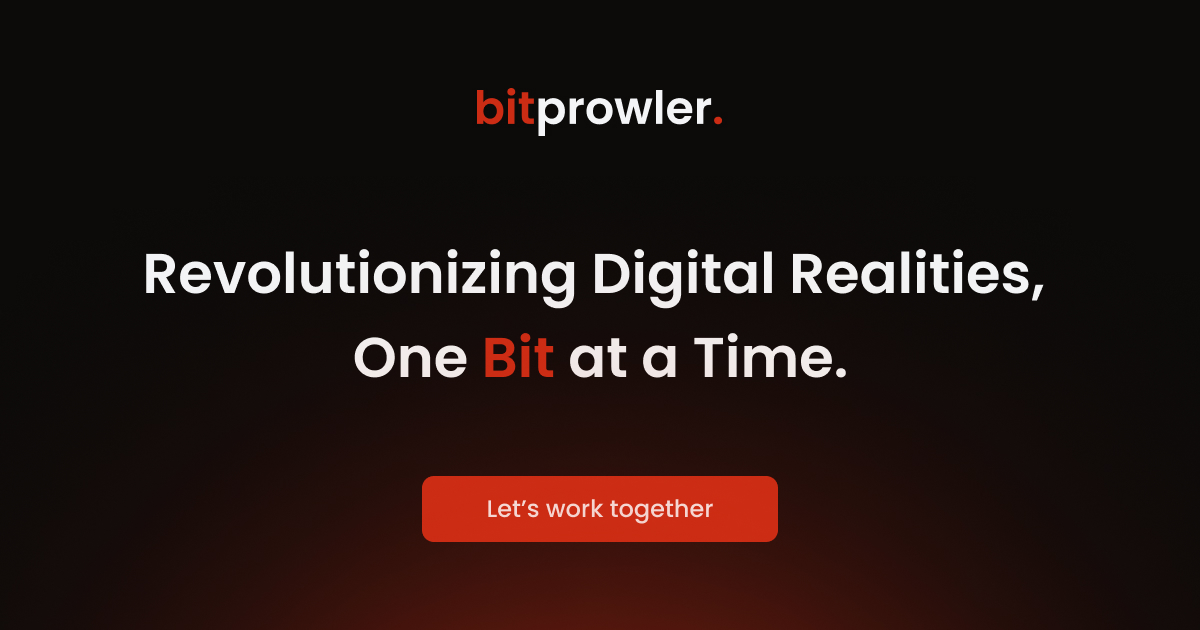 bitprowler.
Revolutionizing Digital Realities,
One Bit at a Time.
Let’s work together